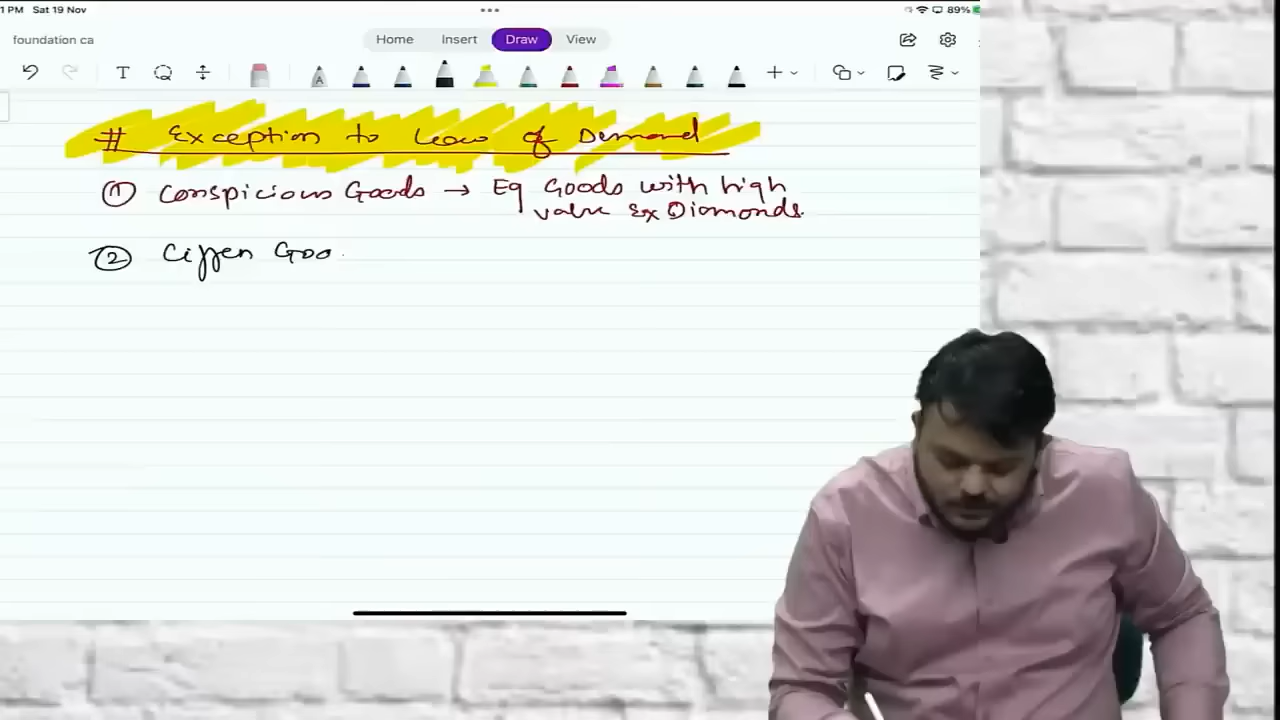 1 PM Sat 19 Nov
89%
foundation ca
Home Insert Draw View
T
A
# Exception to Law of Demand
① Conspicious Goods → Eg Goods with high
value Ex Diamonds.
② Giffen Goo